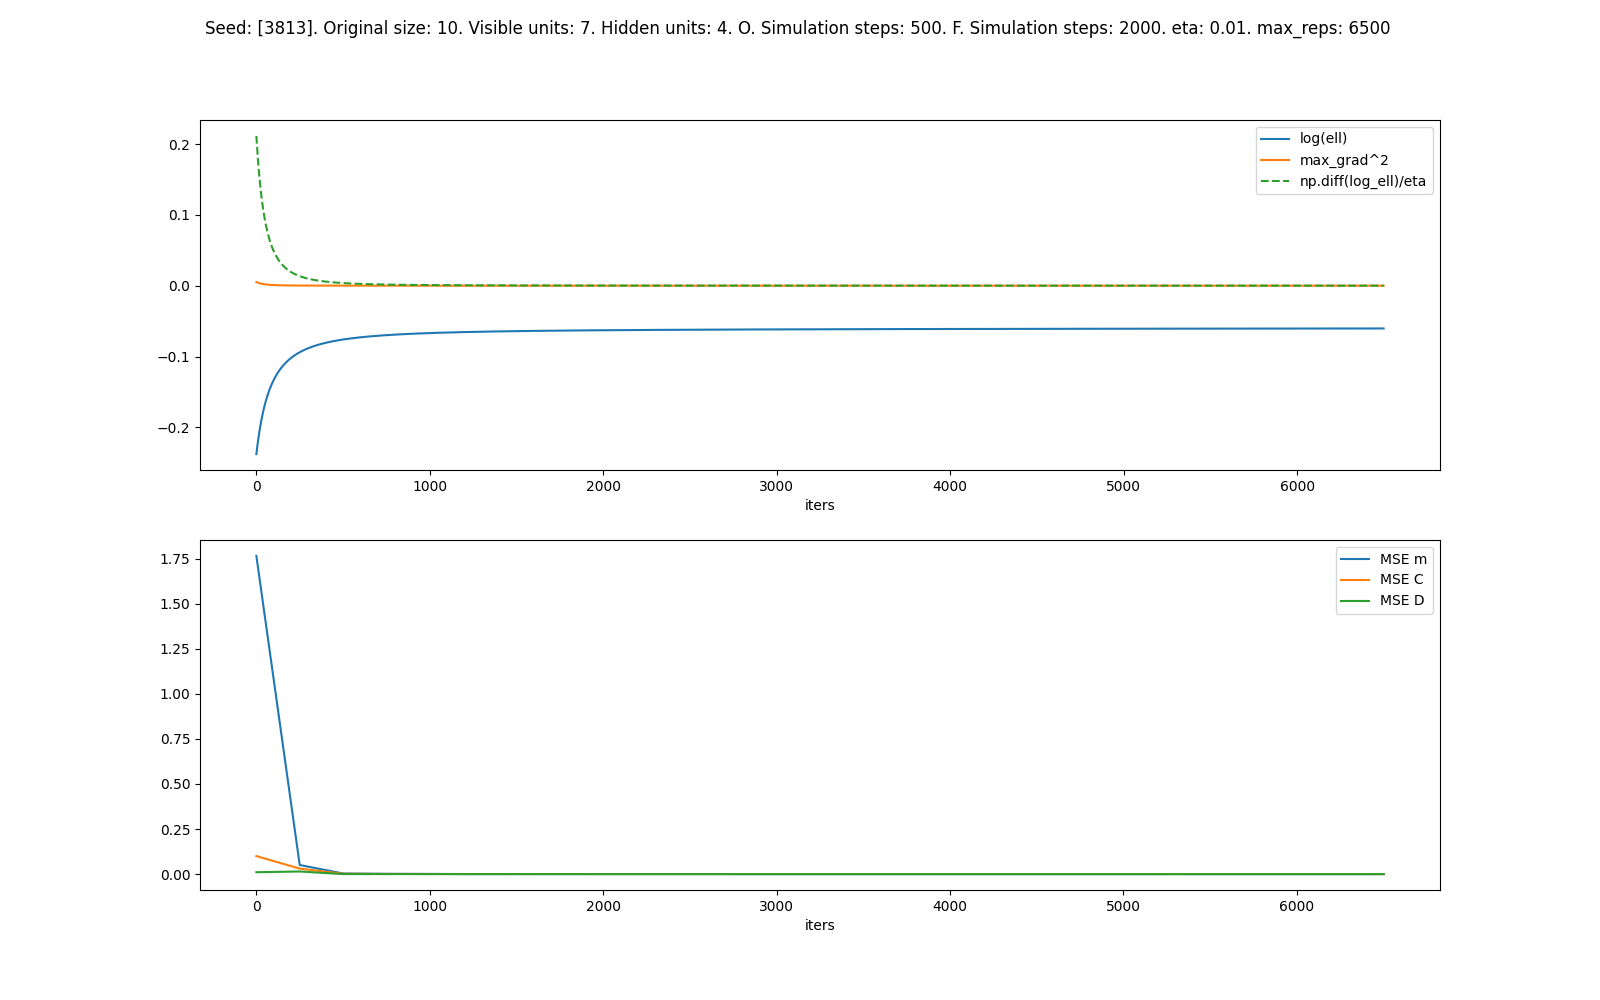 Seed: [3813]. Original size: 10. Visible units: 7. Hidden units: 4. O. Simulation steps: 500. F. Simulation steps: 2000. eta: 0.01. max_reps: 6500
0.2
0.1
0.0
−0.1
−0.2
log(ell)
max_grad^2
np.diff(log_ell)/eta
0 1000 2000 3000 4000 5000 6000
iters
1.75
1.50
1.25
1.00
0.75
0.50
0.25
0.00
MSE m
MSE C
MSE D
0 1000 2000 3000 4000 5000 6000
iters